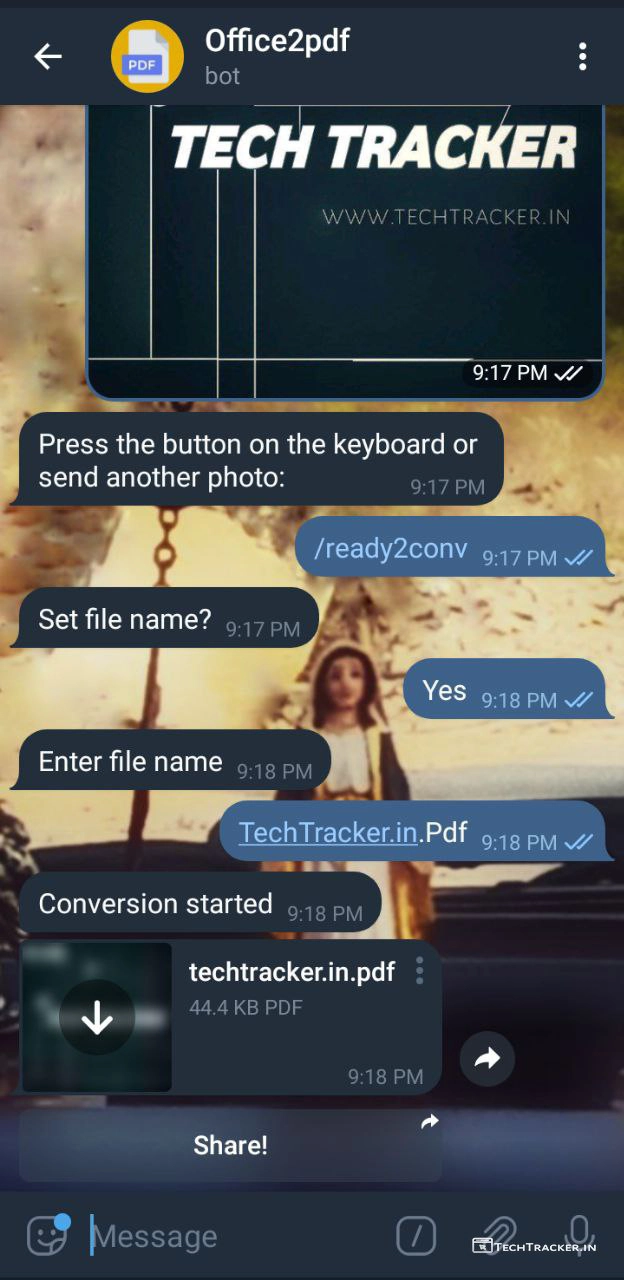 Office2pdf
PDF
bot
TECH TRACKER
WWW.TECHTRACKER.IN
9:17 PM
Press the button on the keyboard or
send another photo:
9:17 PM
/ready2conv 9:17 PM
Set file name? 9:17 PM
Yes 9:18 PM
Enter file name 9:18 PM
TechTracker.in.Pdf 9:18 PM
Conversion started 9:18 PM
techtracker.in.pdf
44.4 KB PDF
9:18 PM
Share!
Message
TECHTRACKER.IN